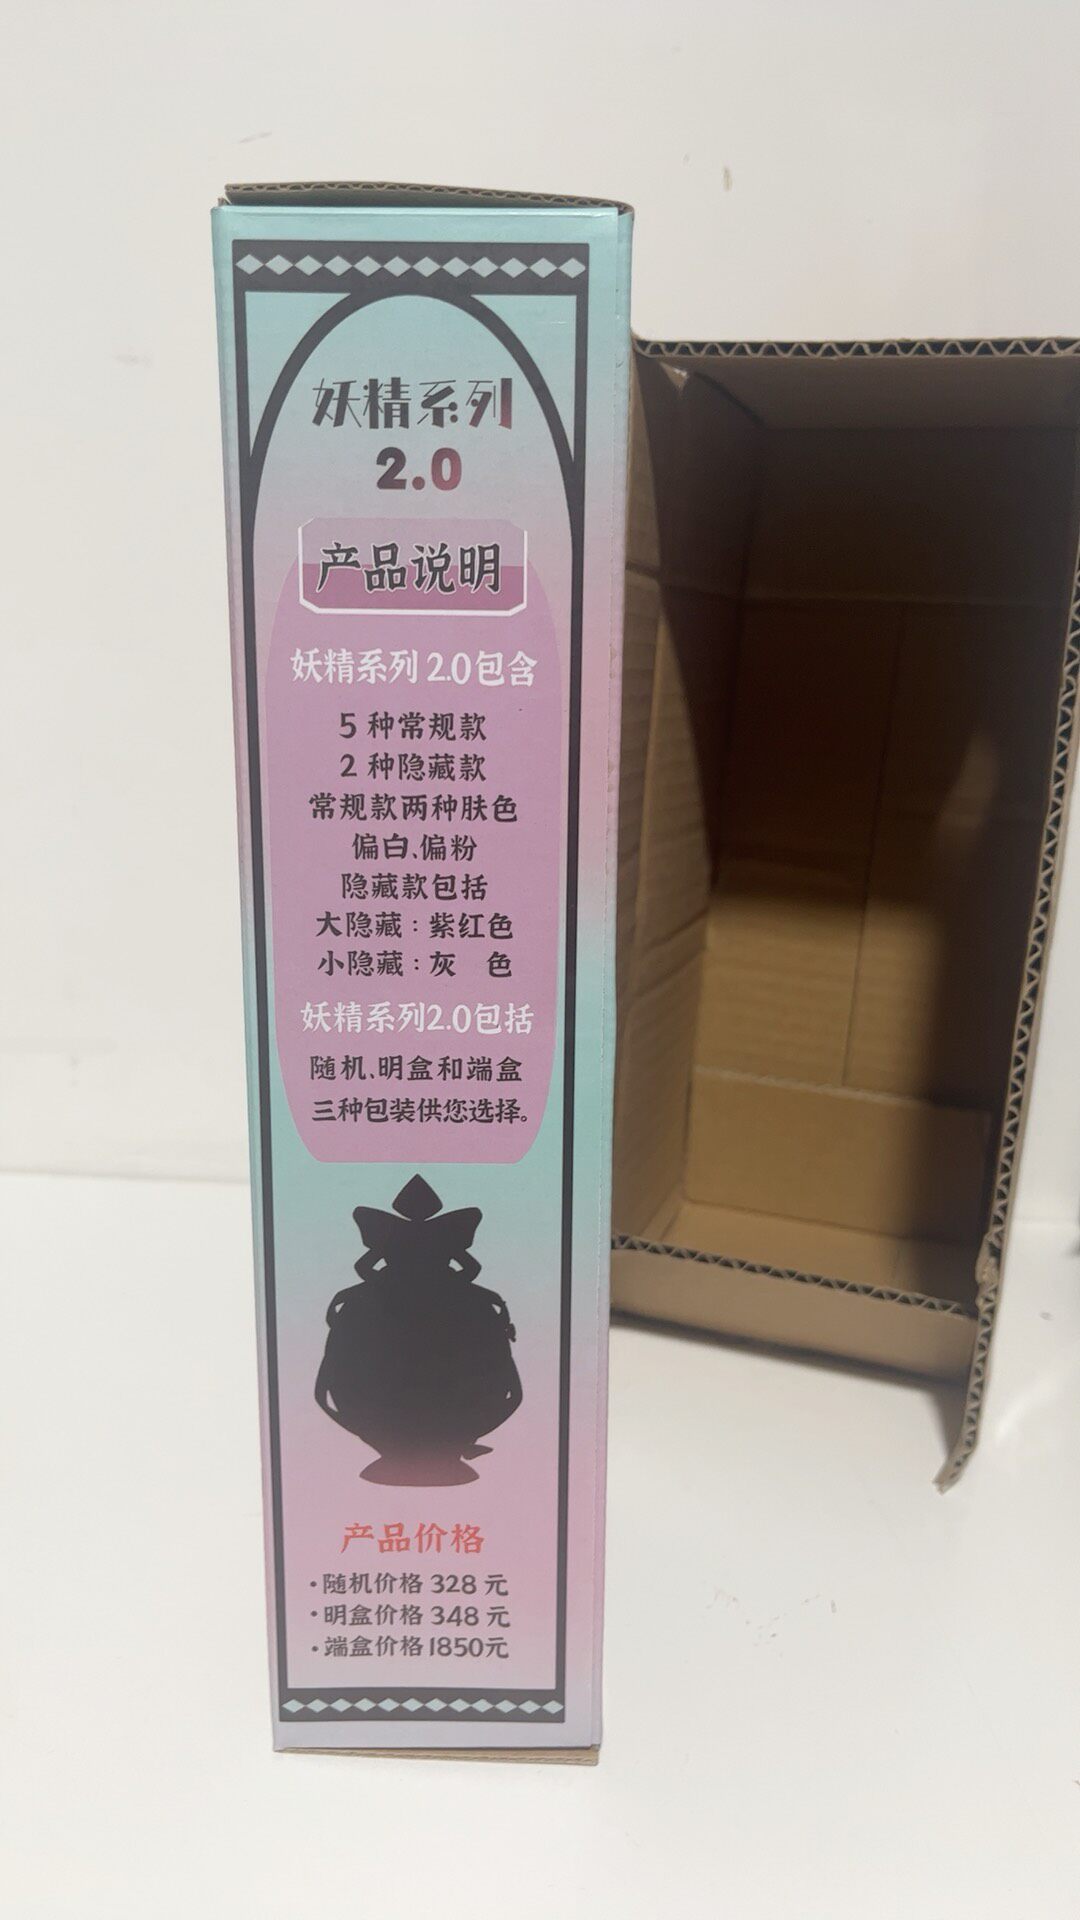 妖精系列
2.0
产品说明
妖精系列2.0包含
5 种常规款
2 种隐藏款
常规款两种肤色
偏白、偏粉
隐藏款包括
大隐藏:紫红色
小隐藏:灰 色
妖精系列2.0包括
随机、明盒和端盒
三种包装供您选择。
产品价格
·随机价格 328 元
·明盒价格 348 元
·端盒价格1850元